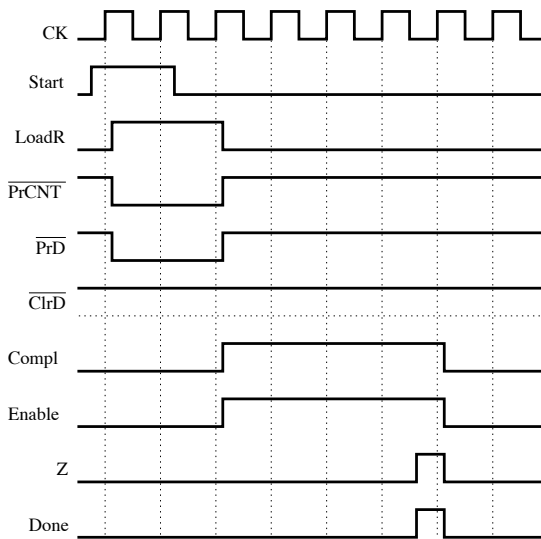 CK
Start
LoadR
PrCNT
PrD
ClrD
Compl
Enable
Z
Done